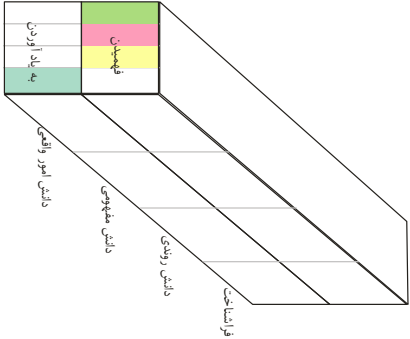 به یاد آوردن
فهمیدن
دانش امور واقعی
دانش مفهومی
دانش روندی
فراشناخت